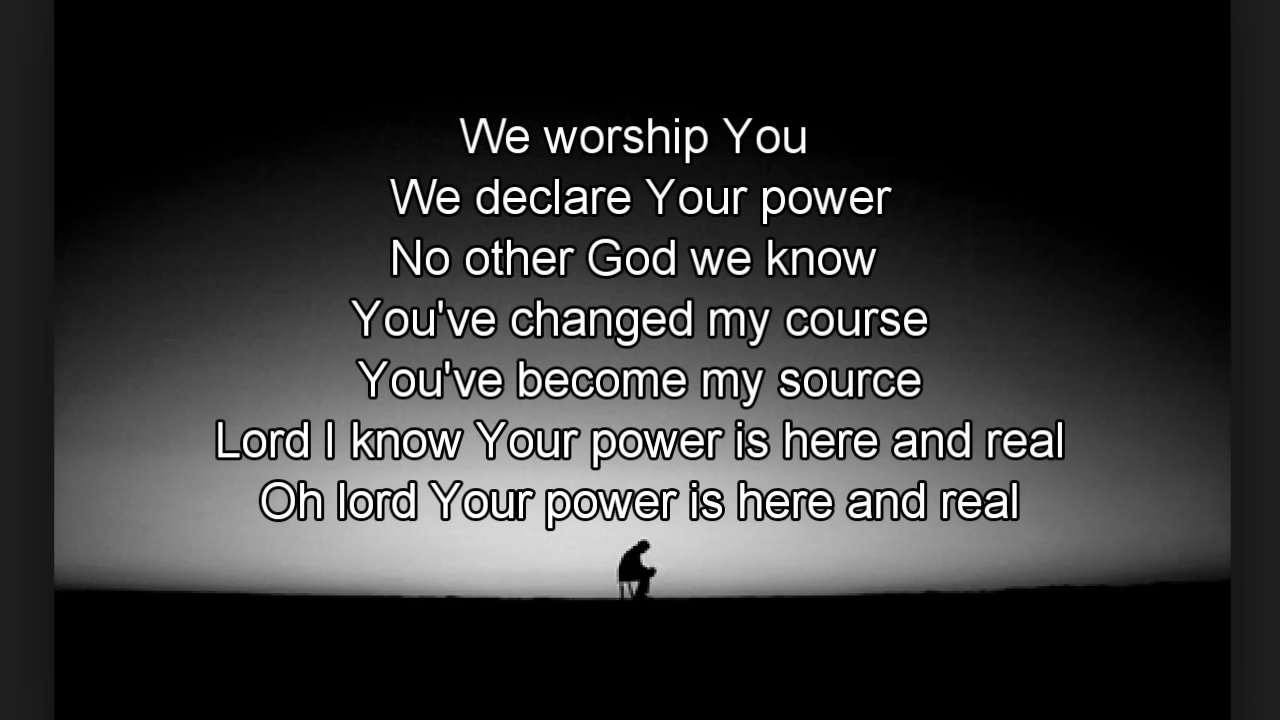 We worship You
We declare Your power
No other God we know
You've changed my course
You've become my source
Lord I know Your power is here and real
Oh lord Your power is here and real